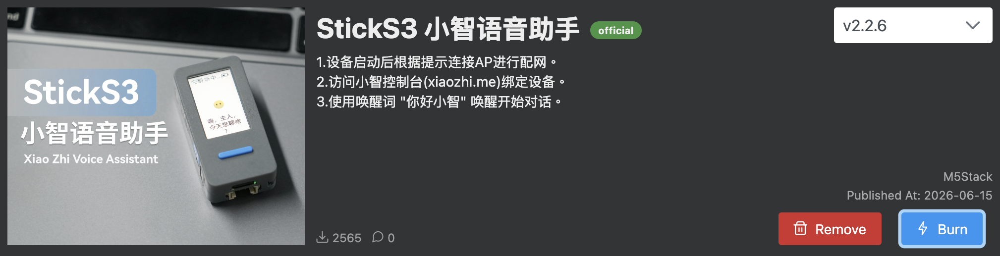 nd
StickS3
小智语音助手
Xiao Zhi Voice Assistant
聆听中...
嗨，主人，
今天想聊啥
?
StickS3 小智语音助手 official
1.设备启动后根据提示连接AP进行配网。
2.访问小智控制台(xiaozhi.me)绑定设备。
3.使用唤醒词 "你好小智" 唤醒开始对话。
2565 0
v2.2.6
M5Stack
Published At: 2026-06-15
Remove Burn